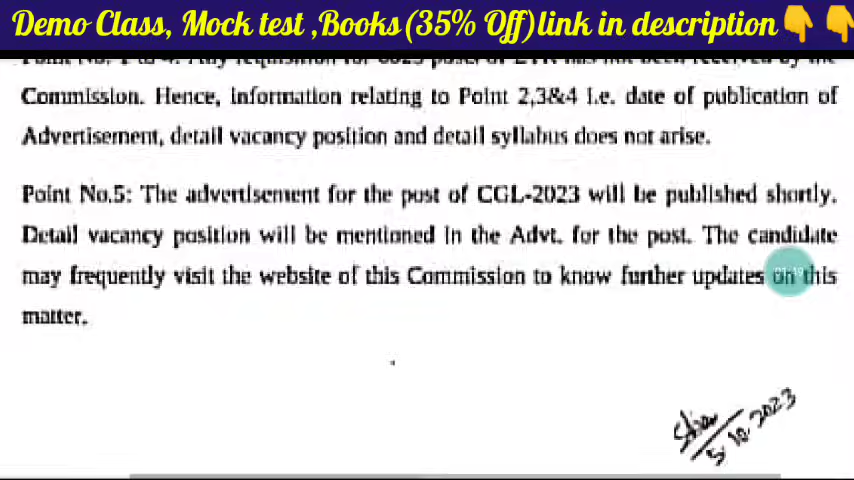 Demo Class, Mock test ,Books(35% Off)link in description👇👇
Commission. Hence, information relating to Point 2,3&4 i.e. date of publication of
Advertisement, detail vacancy position and detail syllabus does not arise.
Point No.5: The advertisement for the post of CGL-2023 will be published shortly.
Detail vacancy position will be mentioned in the Advt. for the post. The candidate
may frequently visit the website of this Commission to know further updates on this
matter.
5.10.2023